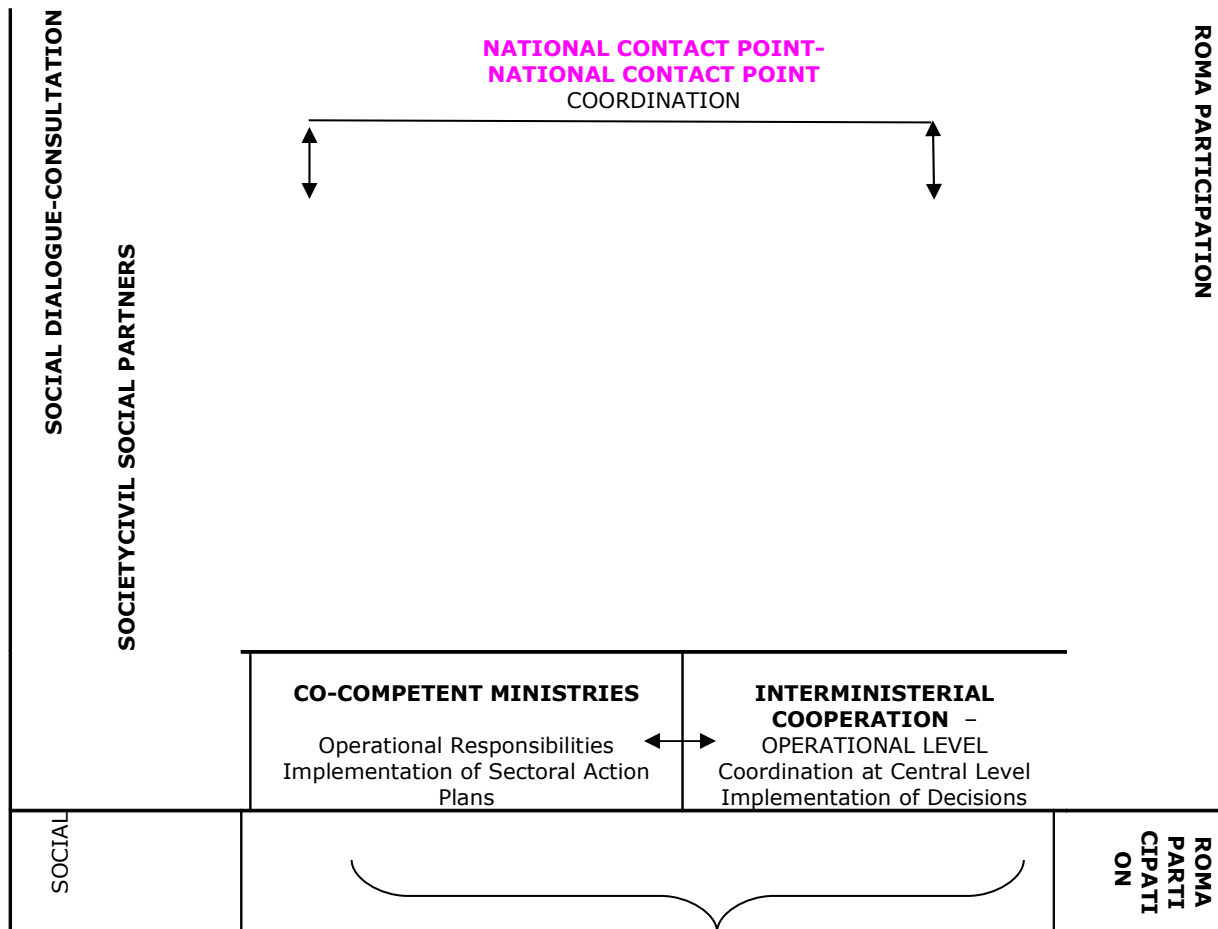 SOCIAL DIALOGUE-CONSULTATION
SOCIETYCIVIL SOCIAL PARTNERS
NATIONAL CONTACT POINT-
NATIONAL CONTACT POINT
COORDINATION
ROMA PARTICIPATION
CO-COMPETENT MINISTRIES
Operational Responsibilities
Implementation of Sectoral Action
Plans
INTERMINISTERIAL
COOPERATION –
OPERATIONAL LEVEL
Coordination at Central Level
Implementation of Decisions
SOCIAL
ROMA
PARTI
CIPATI
ON